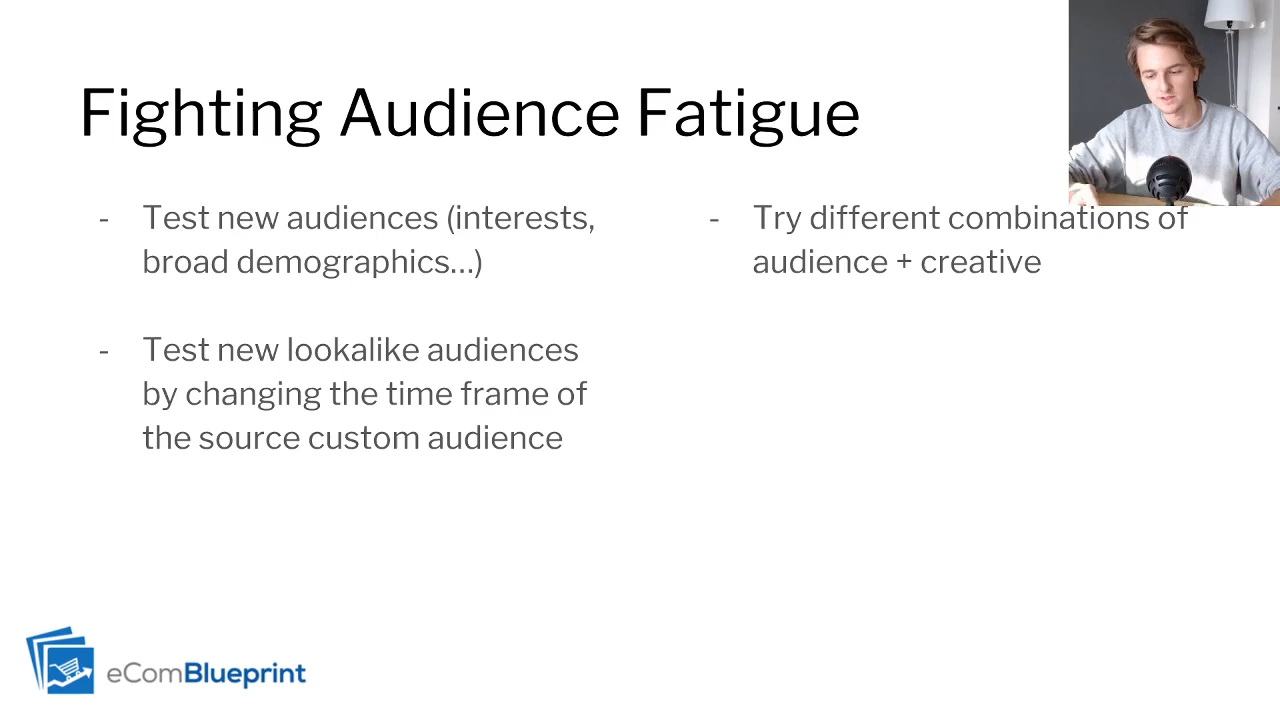 Fighting Audience Fatigue
- Test new audiences (interests,
broad demographics...)
- Test new lookalike audiences
by changing the time frame of
the source custom audience
- Try different combinations of
audience + creative
eComBlueprint